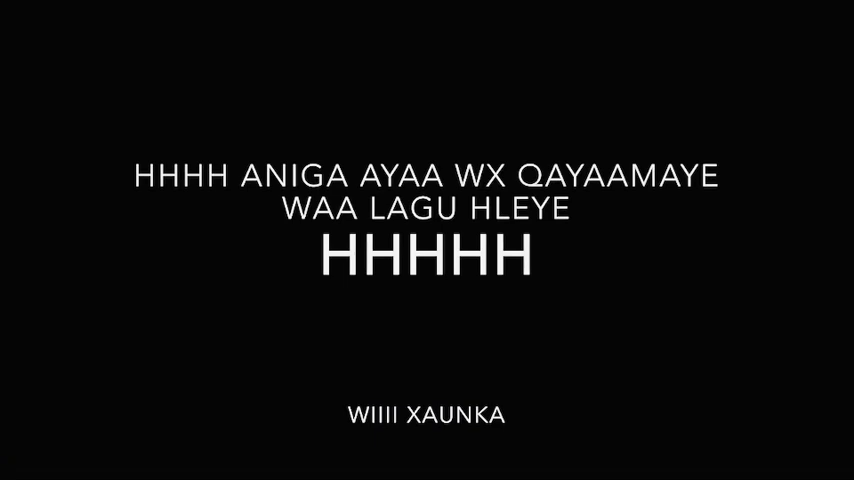 HHHH ANIGA AYAA WX QAYAAMAYE
WAA LAGU HLEYE
HHHHH
WIIII XAUNKA